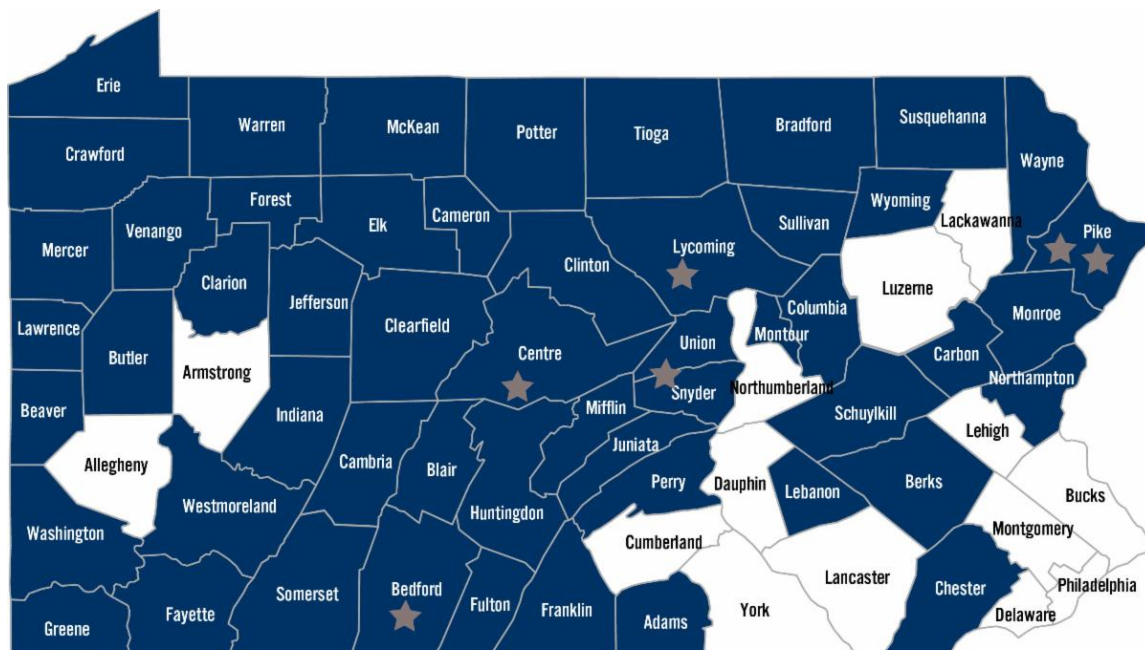 Erie
Warren
McKean
Potter
Tioga
Bradford
Susquehanna
Wayne
Crawford
Forest
Elk
Cameron
Wyoming
Lackawanna
Mercer
Venango
Clinton
Lycoming
Sullivan
Pike
Clarion
Jefferson
Luzerne
Lawrence
Clearfield
Columbia
Monroe
Butler
Centre
Union
Montour
Carbon
Armstrong
Northampton
Beaver
Indiana
Mifflin
Snyder
Northumberland
Schuylkill
Lehigh
Allegheny
Cambria
Blair
Juniata
Perry
Dauphin
Lebanon
Berks
Bucks
Westmoreland
Huntingdon
Washington
Cumberland
Montgomery
Lancaster
Philadelphia
Somerset
Bedford
Fulton
Franklin
Chester
Greene
Fayette
Adams
York
Delaware